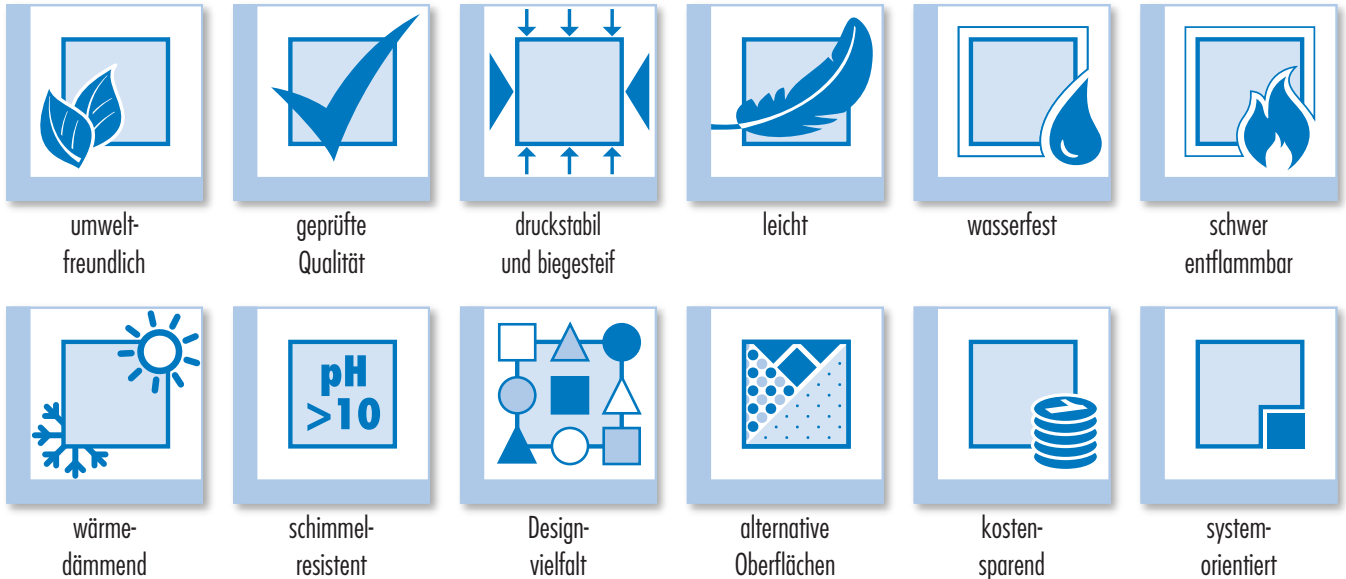 umwelt-
freundlich
geprüfte
Qualität
druckstabil
und biegesteif
leicht
wasserfest
schwer
entflammbar
wärme-
dämmend
pH
>10
schimmel-
resistent
Design-
vielfalt
alternative
Oberflächen
1
kosten-
sparend
system-
orientiert